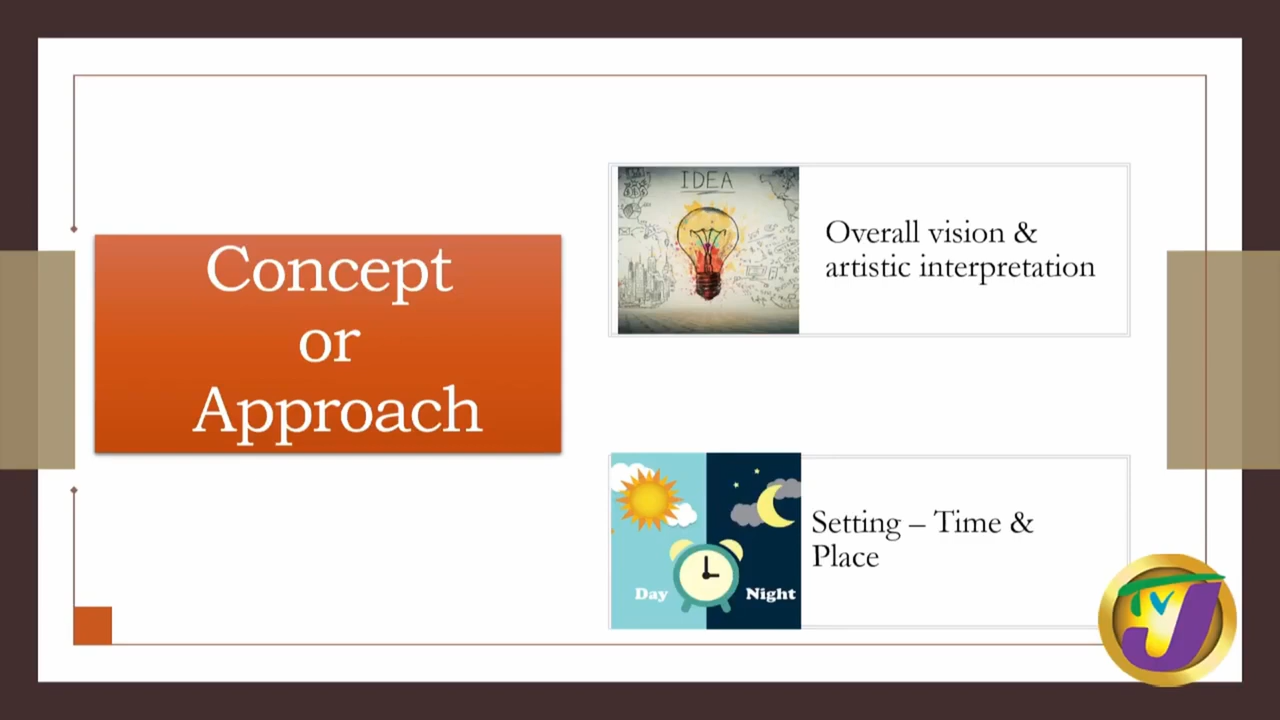 Concept
or
Approach
IDEA
Overall vision &
artistic interpretation
Day
Night
Setting – Time &
Place
TVJ